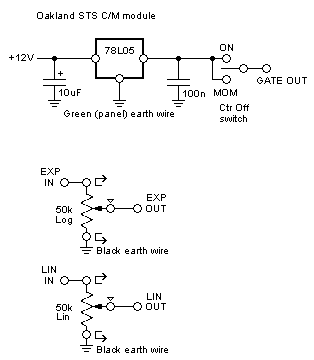 Oakland STS C/M module
+12V
78L05
ON
+
10uF
100n
MOM
GATE OUT
Green (panel) earth wire
Ctr Off
switch
EXP
IN
EXP
OUT
50k
Log
Black earth wire
LIN
IN
LIN
OUT
50k
Lin
Black earth wire